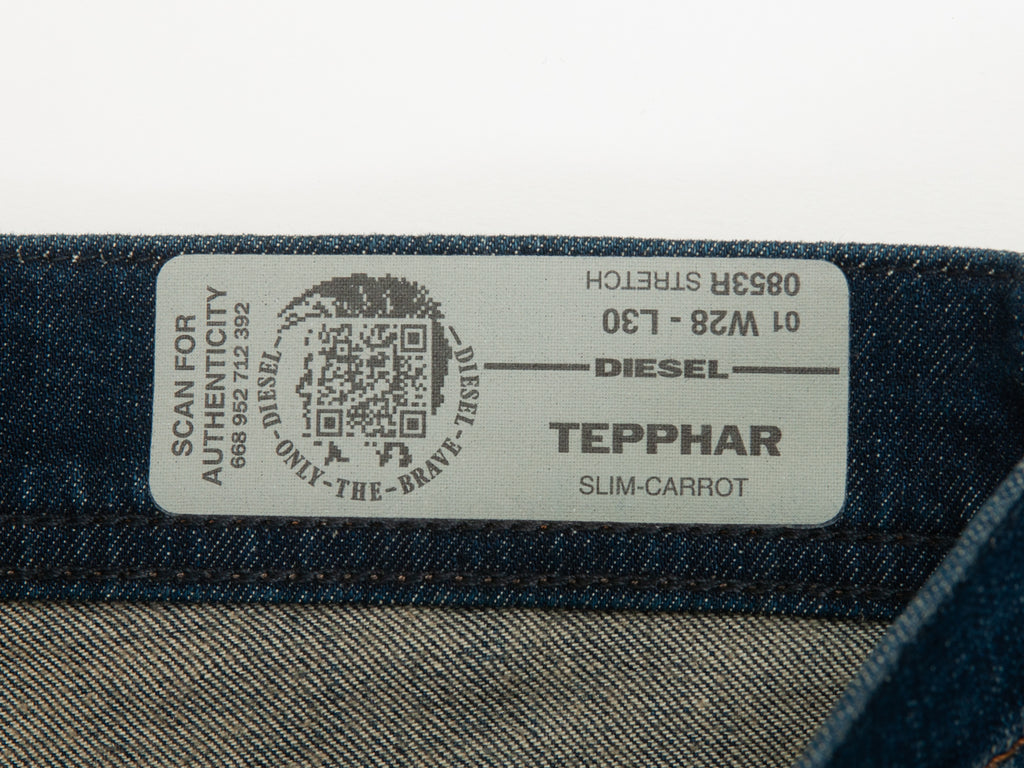 SCAN FOR
AUTHENTICITY
668 952 712 392
DIESEL-ONLY-THE-BRAVE-DIESEL
0853R STRETCH
01 W28 - L30
DIESEL
TEPPHAR
SLIM-CARROT